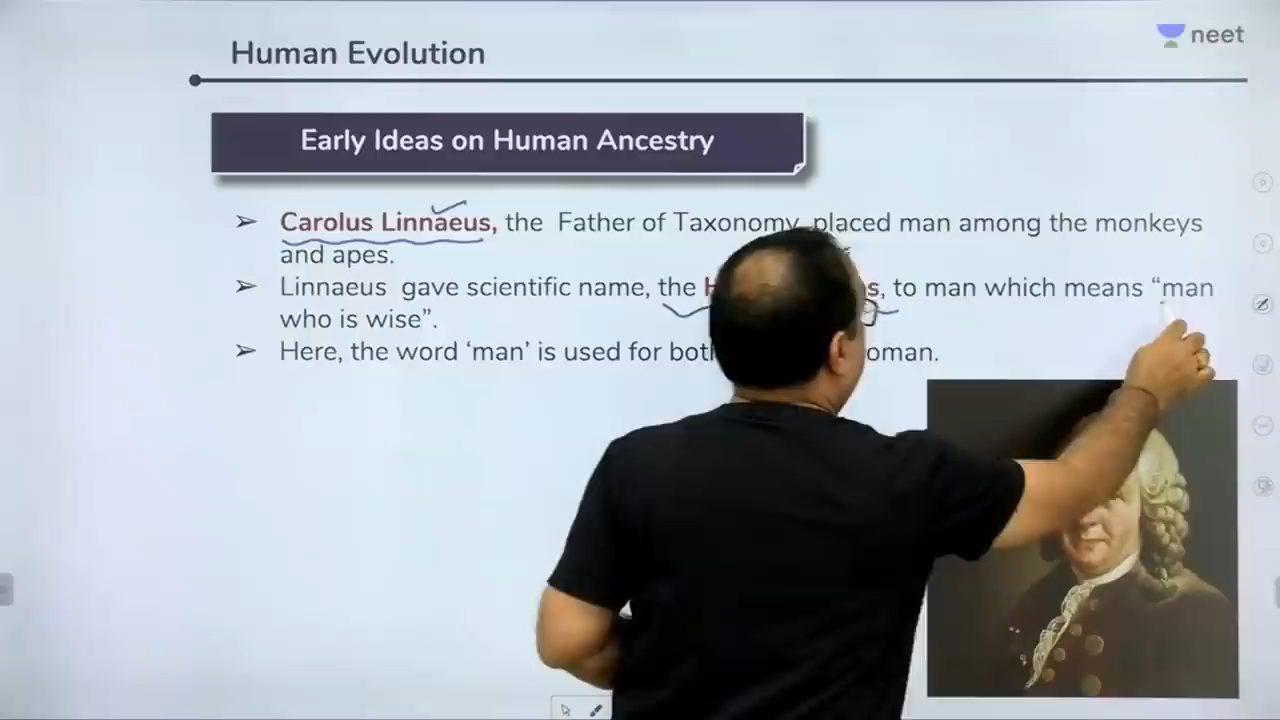 neet
Human Evolution
Early Ideas on Human Ancestry
➢ Carolus Linnaeus, the Father of Taxonomy placed man among the monkeys
and apes.
➢ Linnaeus gave scientific name, the to man which means “man
who is wise”.
➢ Here, the word ‘man’ is used for